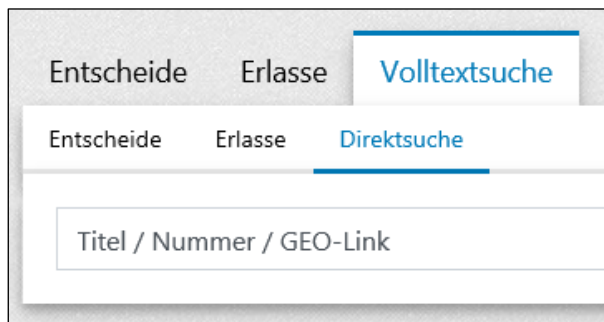 Entscheide Erlasse Volltextsuche
Entscheide Erlasse Direktsuche
Titel / Nummer / GEO-Link